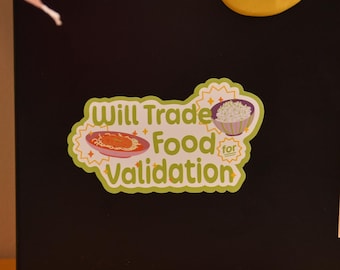 Will Trade
Food for
Validation